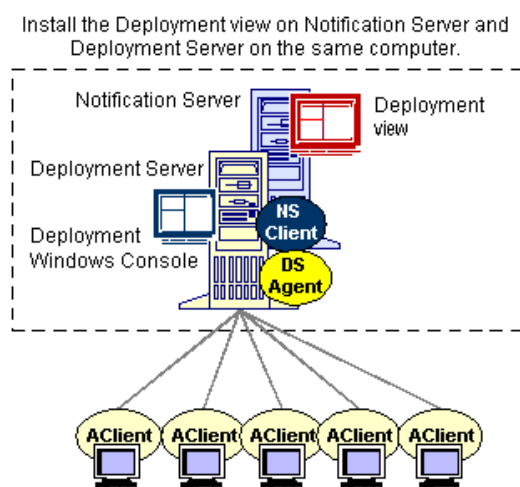 Install the Deployment view on Notification Server and
Deployment Server on the same computer.
Notification Server
Deployment
view
Deployment Server
NS
Client
Deployment
Windows Console
DS
Agent
AClient
AClient
AClient
AClient
AClient